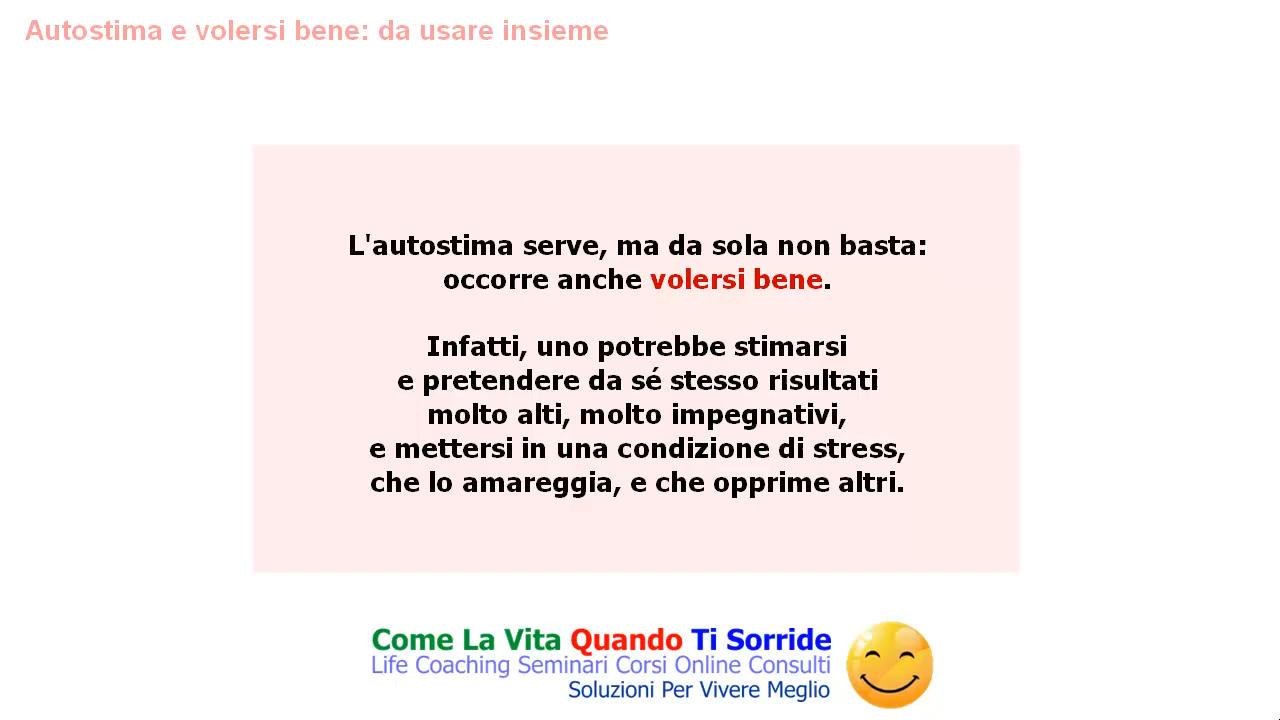 Autostima e volersi bene: da usare insieme
L'autostima serve, ma da sola non basta:
occorre anche volersi bene.
Infatti, uno potrebbe stimarsi
e pretendere da sé stesso risultati
molto alti, molto impegnativi,
e mettersi in una condizione di stress,
che lo amareggia, e che opprime altri.
Come La Vita Quando Ti Sorride
Life Coaching Seminari Corsi Online Consulti
Soluzioni Per Vivere Meglio